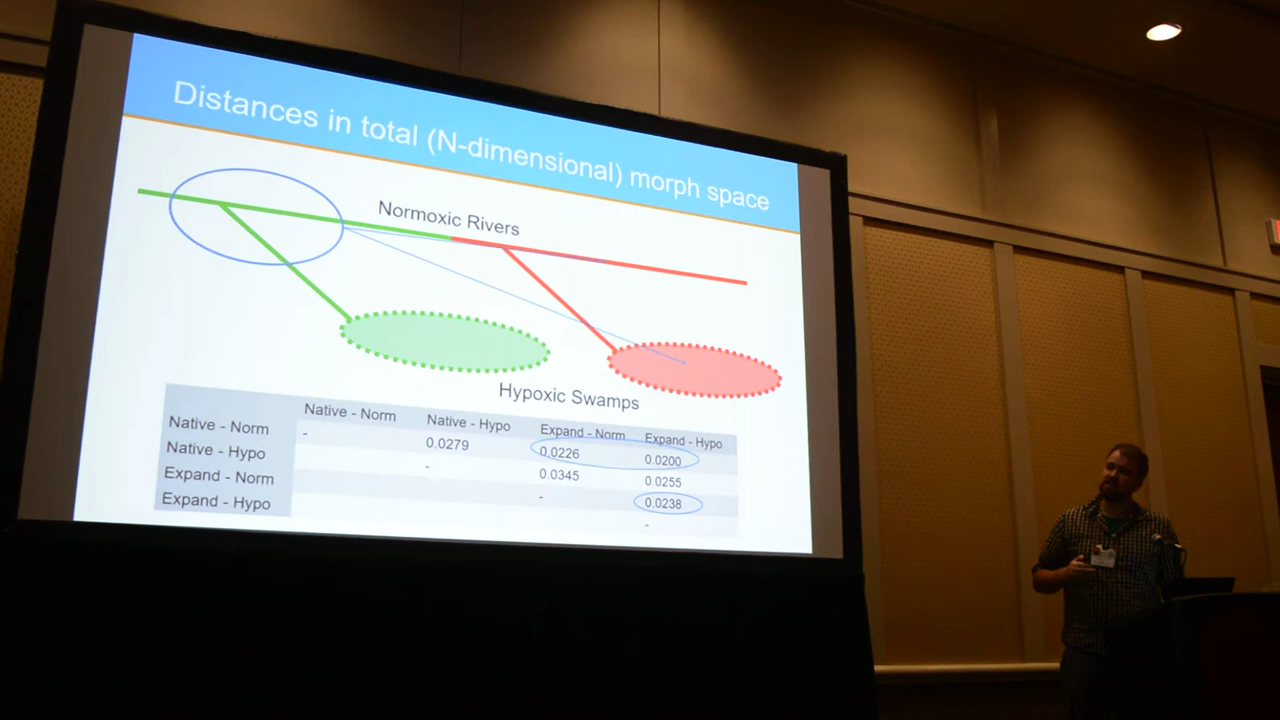 Distances in total (N-dimensional) morph space
Normoxic Rivers
Hypoxic Swamps
Native - Norm Native - Hypo Expand - Norm Expand - Hypo
Native - Norm - 0.0279 0.0226 0.0200
Native - Hypo - 0.0345 0.0255
Expand - Norm - 0.0238
Expand - Hypo -